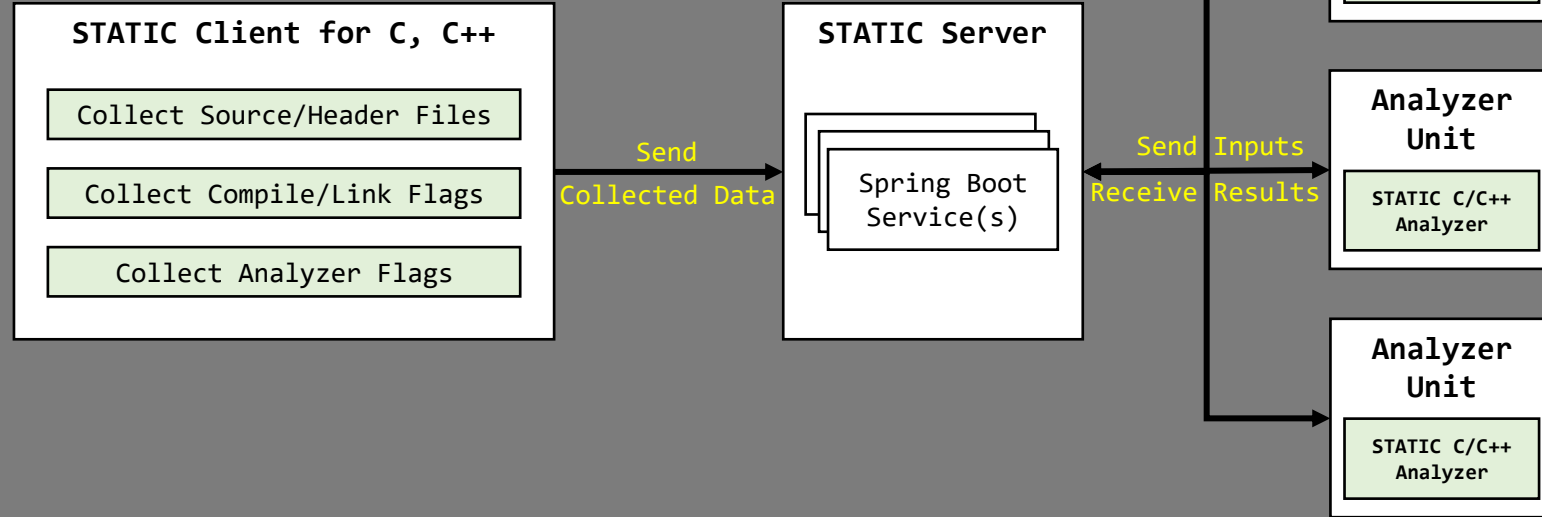 STATIC Client for C, C++
Collect Source/Header Files
Collect Compile/Link Flags
Collect Analyzer Flags
Send
Collected Data
STATIC Server
Spring Boot
Service(s)
Send Inputs
Receive Results
Analyzer
Unit
STATIC C/C++
Analyzer
Analyzer
Unit
STATIC C/C++
Analyzer